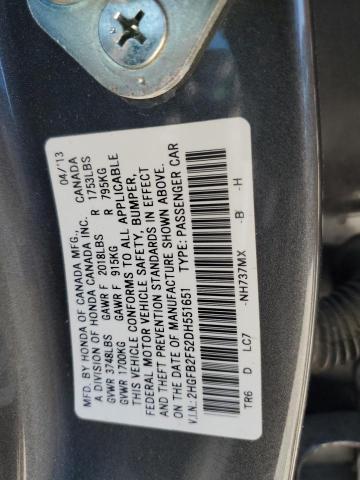 MFD. BY HONDA OF CANADA MFG., 04/'13
A DIVISION OF HONDA CANADA INC. CANADA
GVWR 3748LBS GAWR F 2018LBS R 1753LBS
GVWR 1700KG GAWR F 915KG R 795KG
THIS VEHICLE CONFORMS TO ALL APPLICABLE
FEDERAL MOTOR VEHICLE SAFETY, BUMPER,
AND THEFT PREVENTION STANDARDS IN EFFECT
ON THE DATE OF MANUFACTURE SHOWN ABOVE.
V.I.N.: 2HGFB2F52DH551651 TYPE: PASSENGER CAR
TR6 D LC7 -NH737MX -B -H